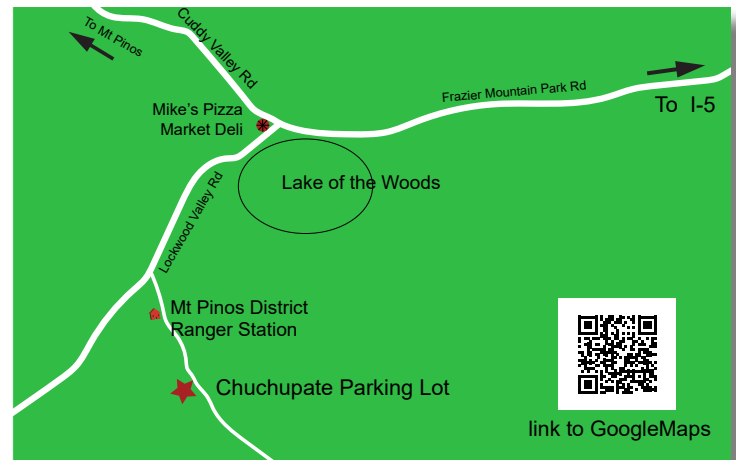 To Mt Pinos
Cuddy Valley Rd
Frazier Mountain Park Rd
To I-5
Mike's Pizza
Market Deli
Lake of the Woods
Lockwood Valley Rd
Mt Pinos District
Ranger Station
Chuchupate Parking Lot
link to GoogleMaps